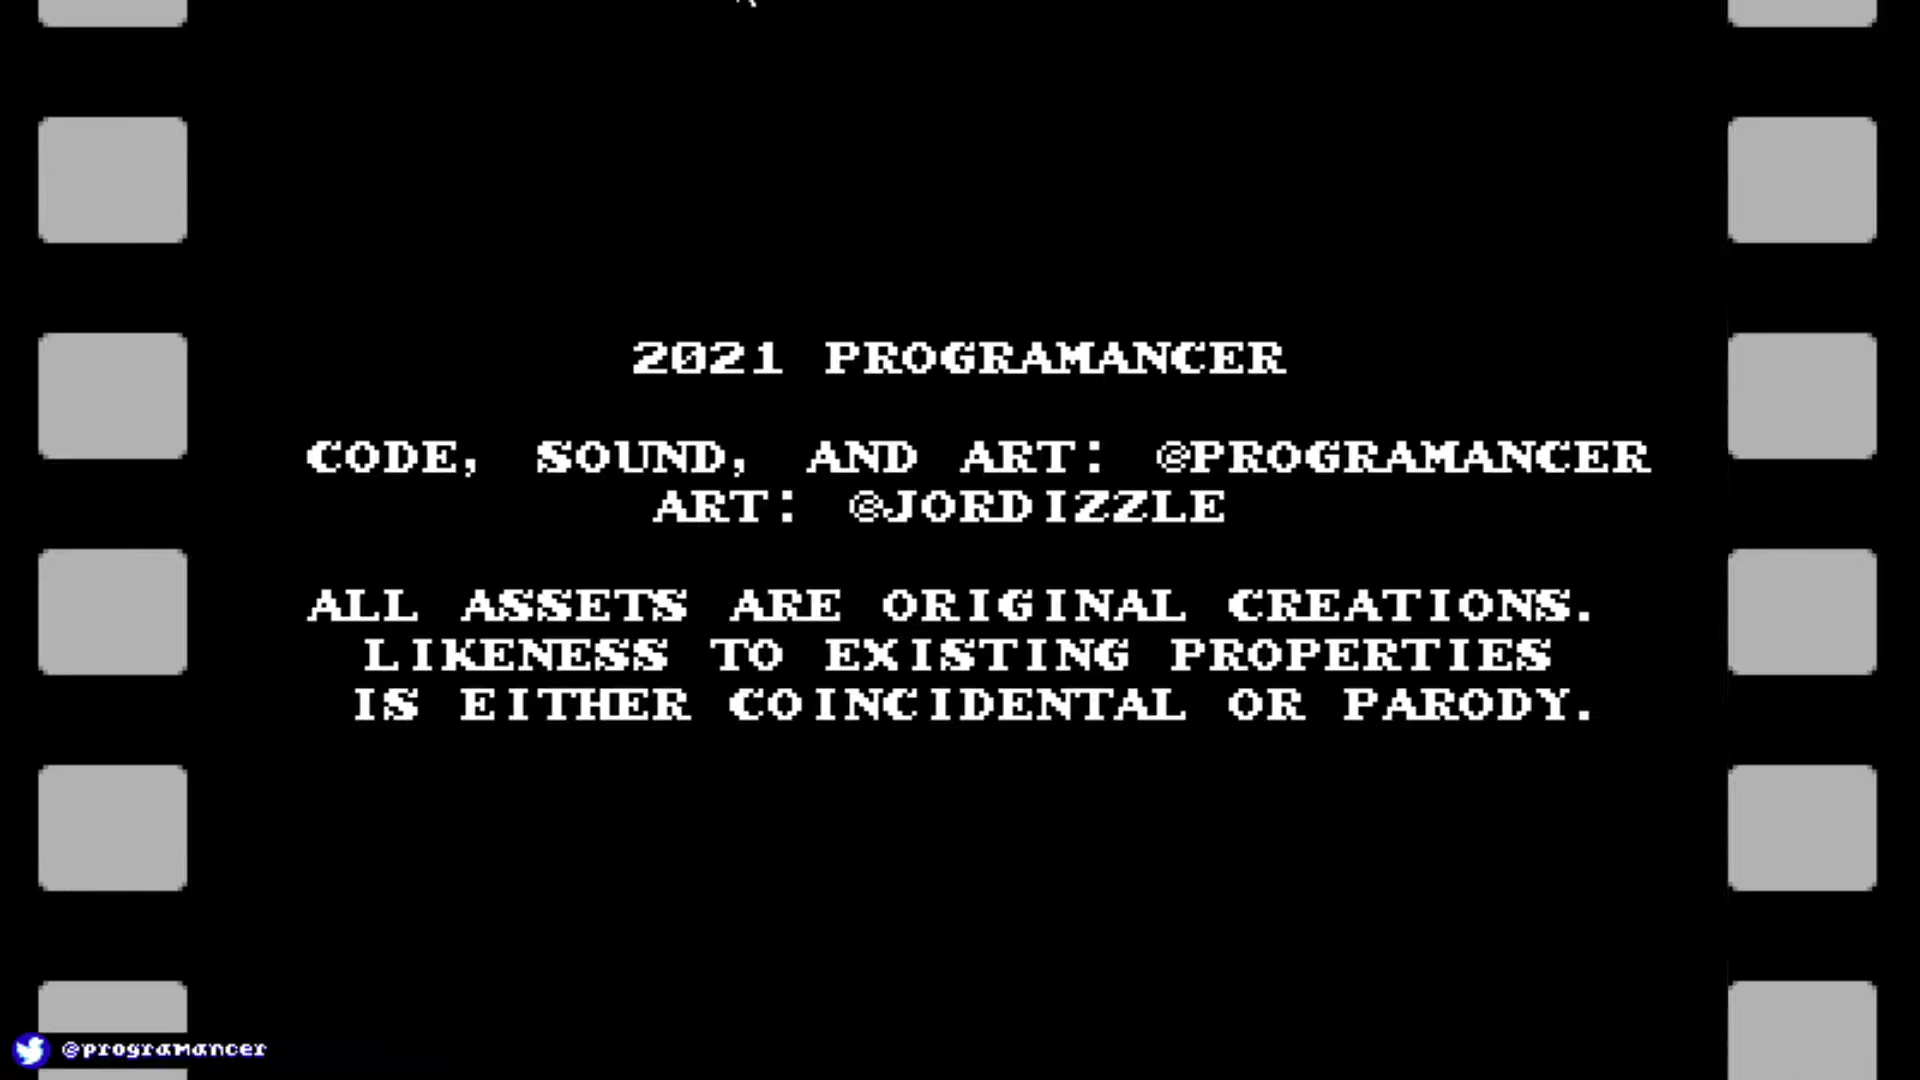 2021 PROGRAMANCER
CODE, SOUND, AND ART: @PROGRAMANCER
ART: @JORDIZZLE
ALL ASSETS ARE ORIGINAL CREATIONS.
LIKENESS TO EXISTING PROPERTIES
IS EITHER COINCIDENTAL OR PARODY.
@programancer